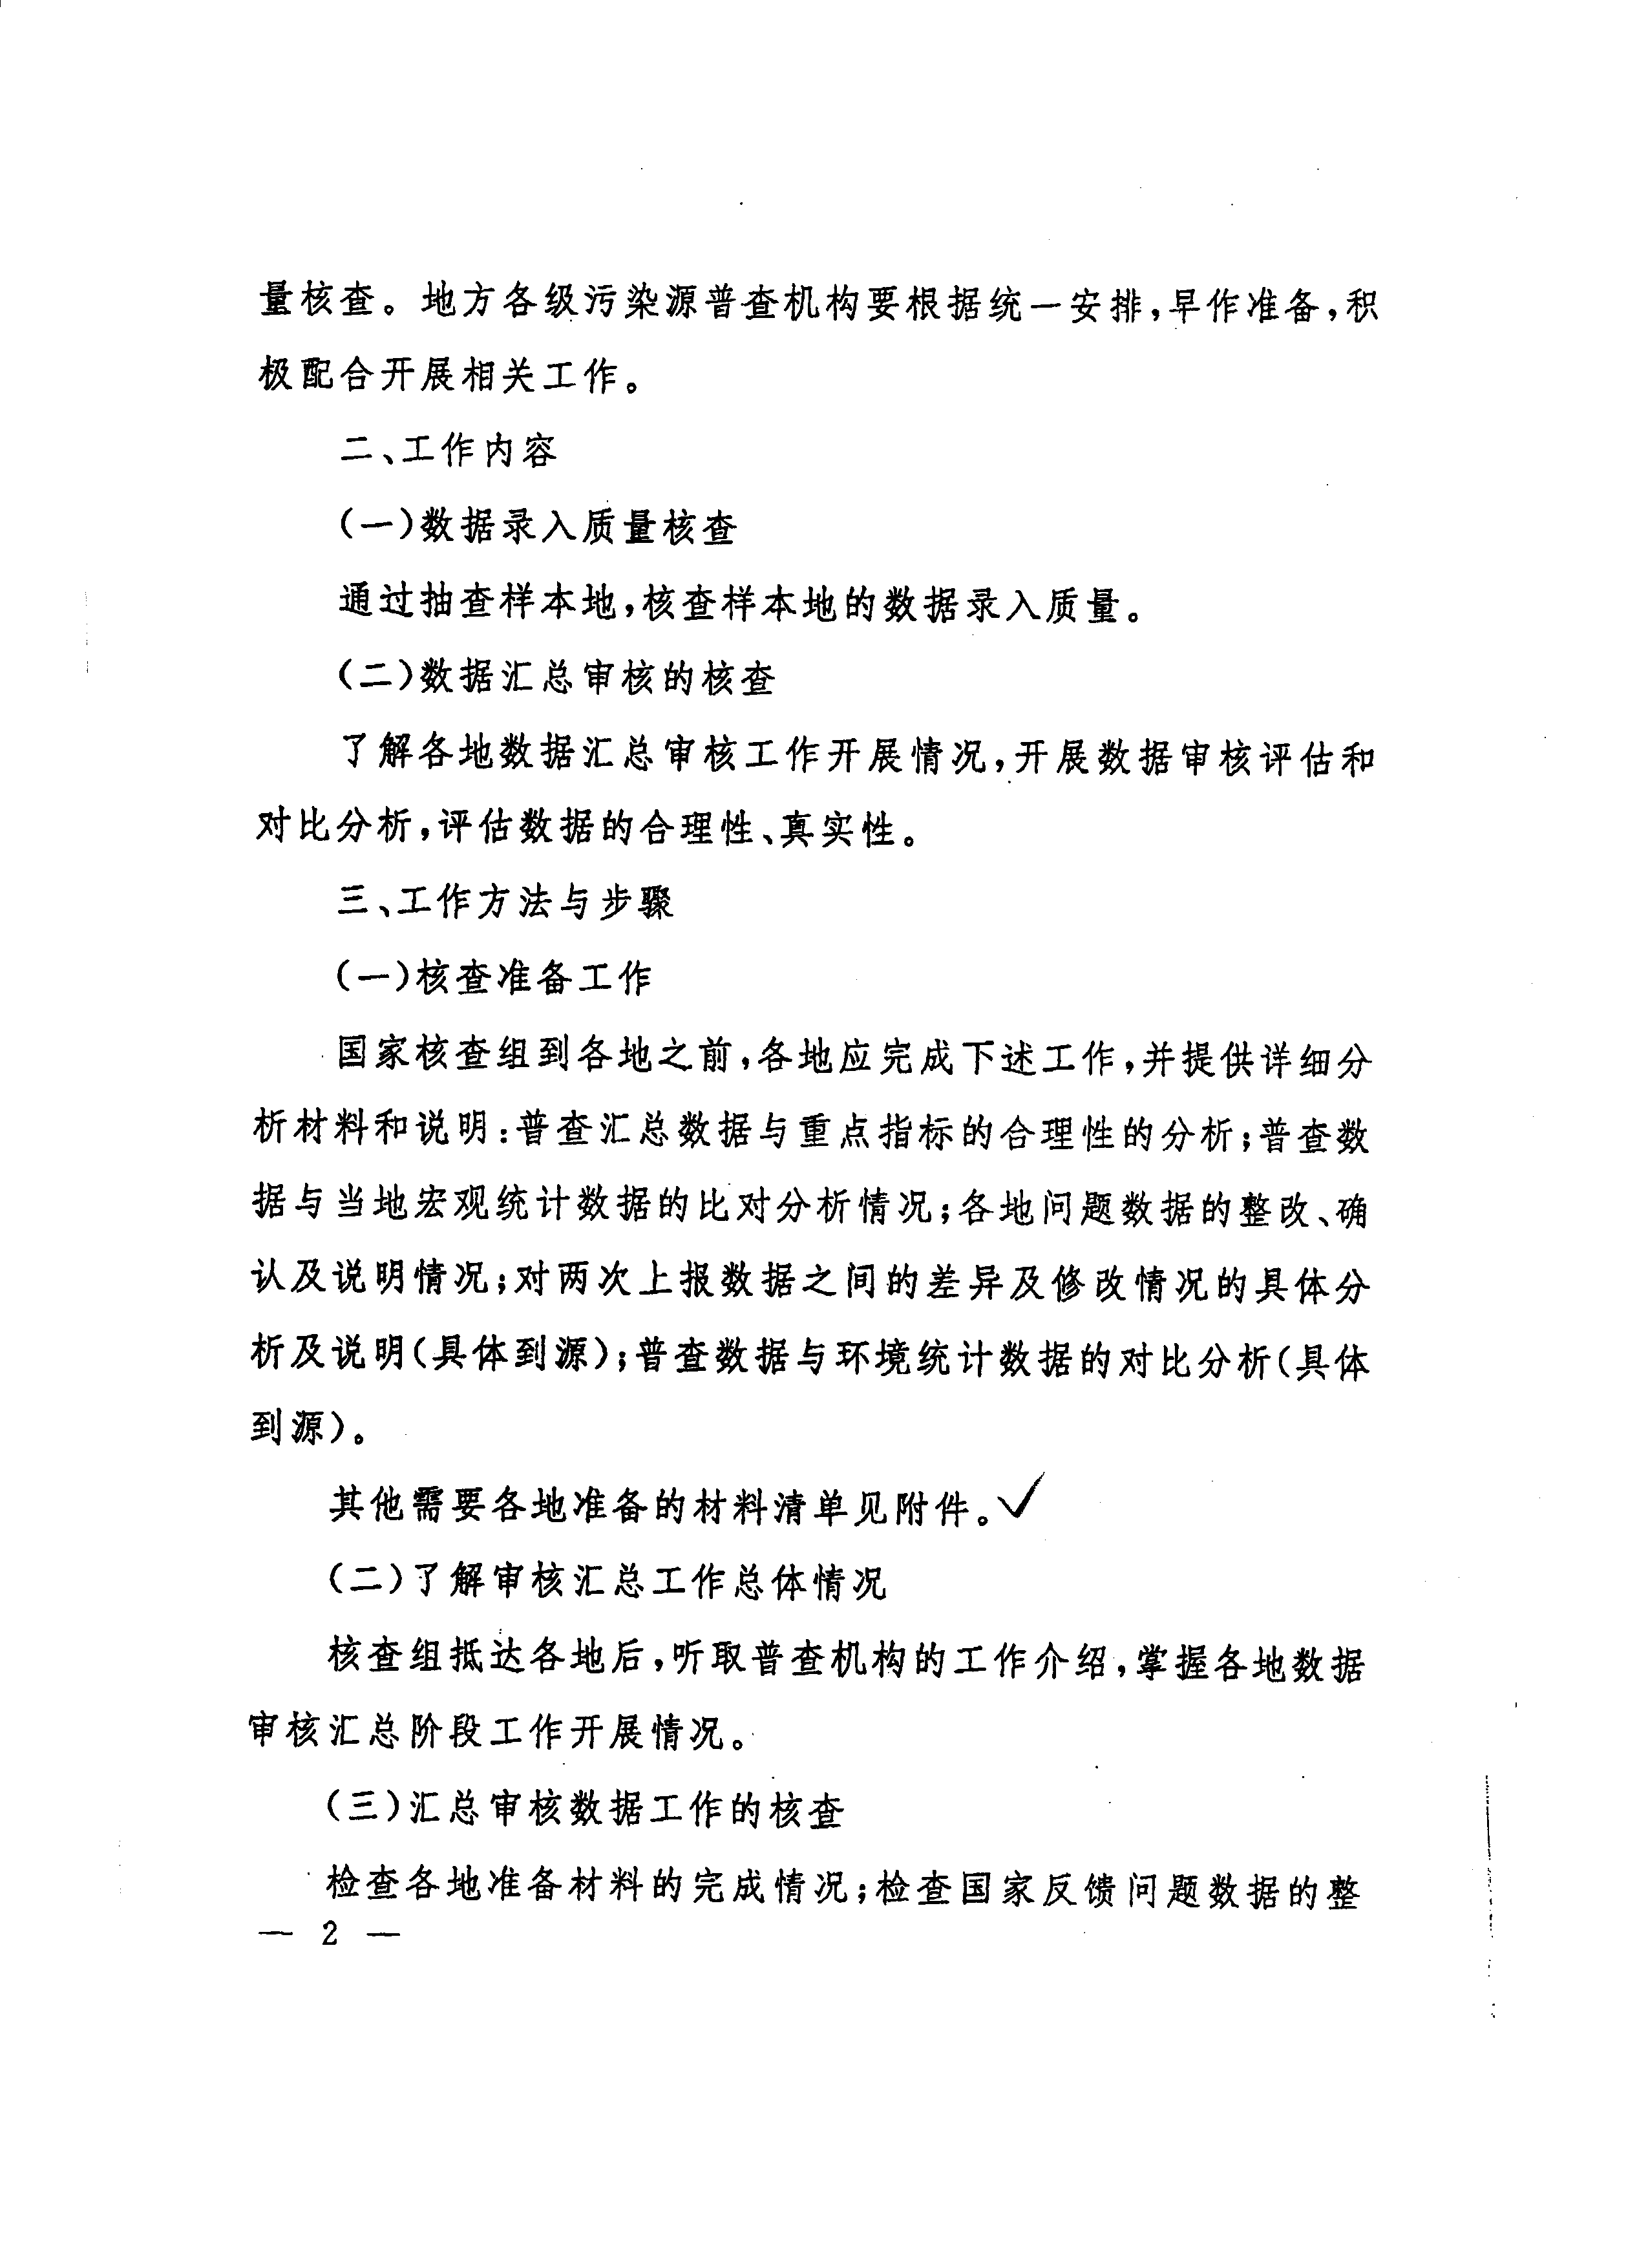 量核查。地方各级污染源普查机构要根据统一安排,早作准备,积
极配合开展相关工作。
二、工作内容
(一)数据录入质量核查
通过抽查样本地,核查样本地的数据录入质量。
(二)数据汇总审核的核查
了解各地数据汇总审核工作开展情况,开展数据审核评估和
对比分析,评估数据的合理性、真实性。
三、工作方法与步骤
(一)核查准备工作
国家核查组到各地之前,各地应完成下述工作,并提供详细分
析材料和说明:普查汇总数据与重点指标的合理性的分析;普查数
据与当地宏观统计数据的比对分析情况;各地问题数据的整改、确
认及说明情况;对两次上报数据之间的差异及修改情况的具体分
析及说明(具体到源);普查数据与环境统计数据的对比分析(具体
到源)。
其他需要各地准备的材料清单见附件。✓
(二)了解审核汇总工作总体情况
核查组抵达各地后,听取普查机构的工作介绍,掌握各地数据
审核汇总阶段工作开展情况。
(三)汇总审核数据工作的核查
检查各地准备材料的完成情况;检查国家反馈问题数据的整
— 2 —